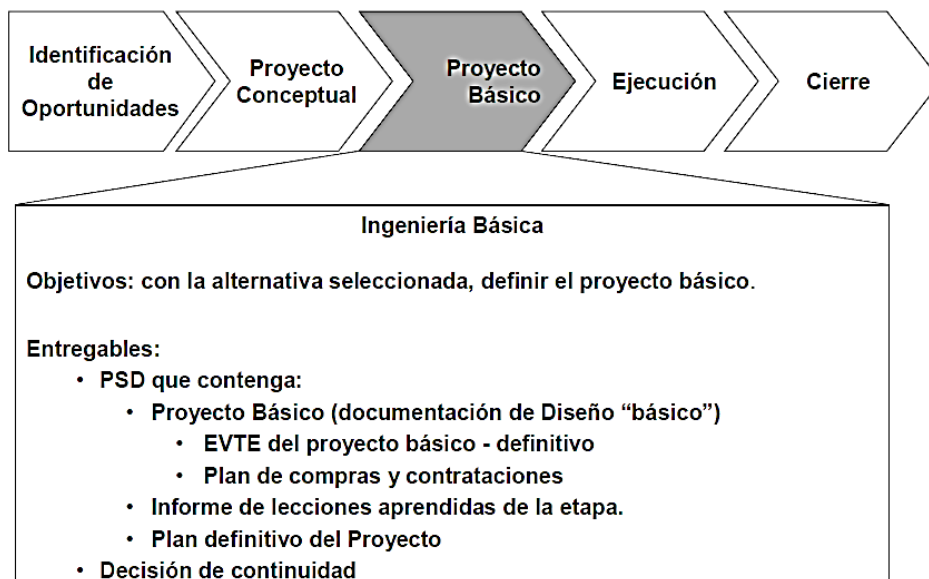 Identificación
de
Oportunidades
Proyecto
Conceptual
Proyecto
Básico
Ejecución
Cierre
Ingeniería Básica
Objetivos: con la alternativa seleccionada, definir el proyecto básico.
Entregables:
• PSD que contenga:
• Proyecto Básico (documentación de Diseño “básico”)
• EVTE del proyecto básico - definitivo
• Plan de compras y contrataciones
• Informe de lecciones aprendidas de la etapa.
• Plan definitivo del Proyecto
• Decisión de continuidad